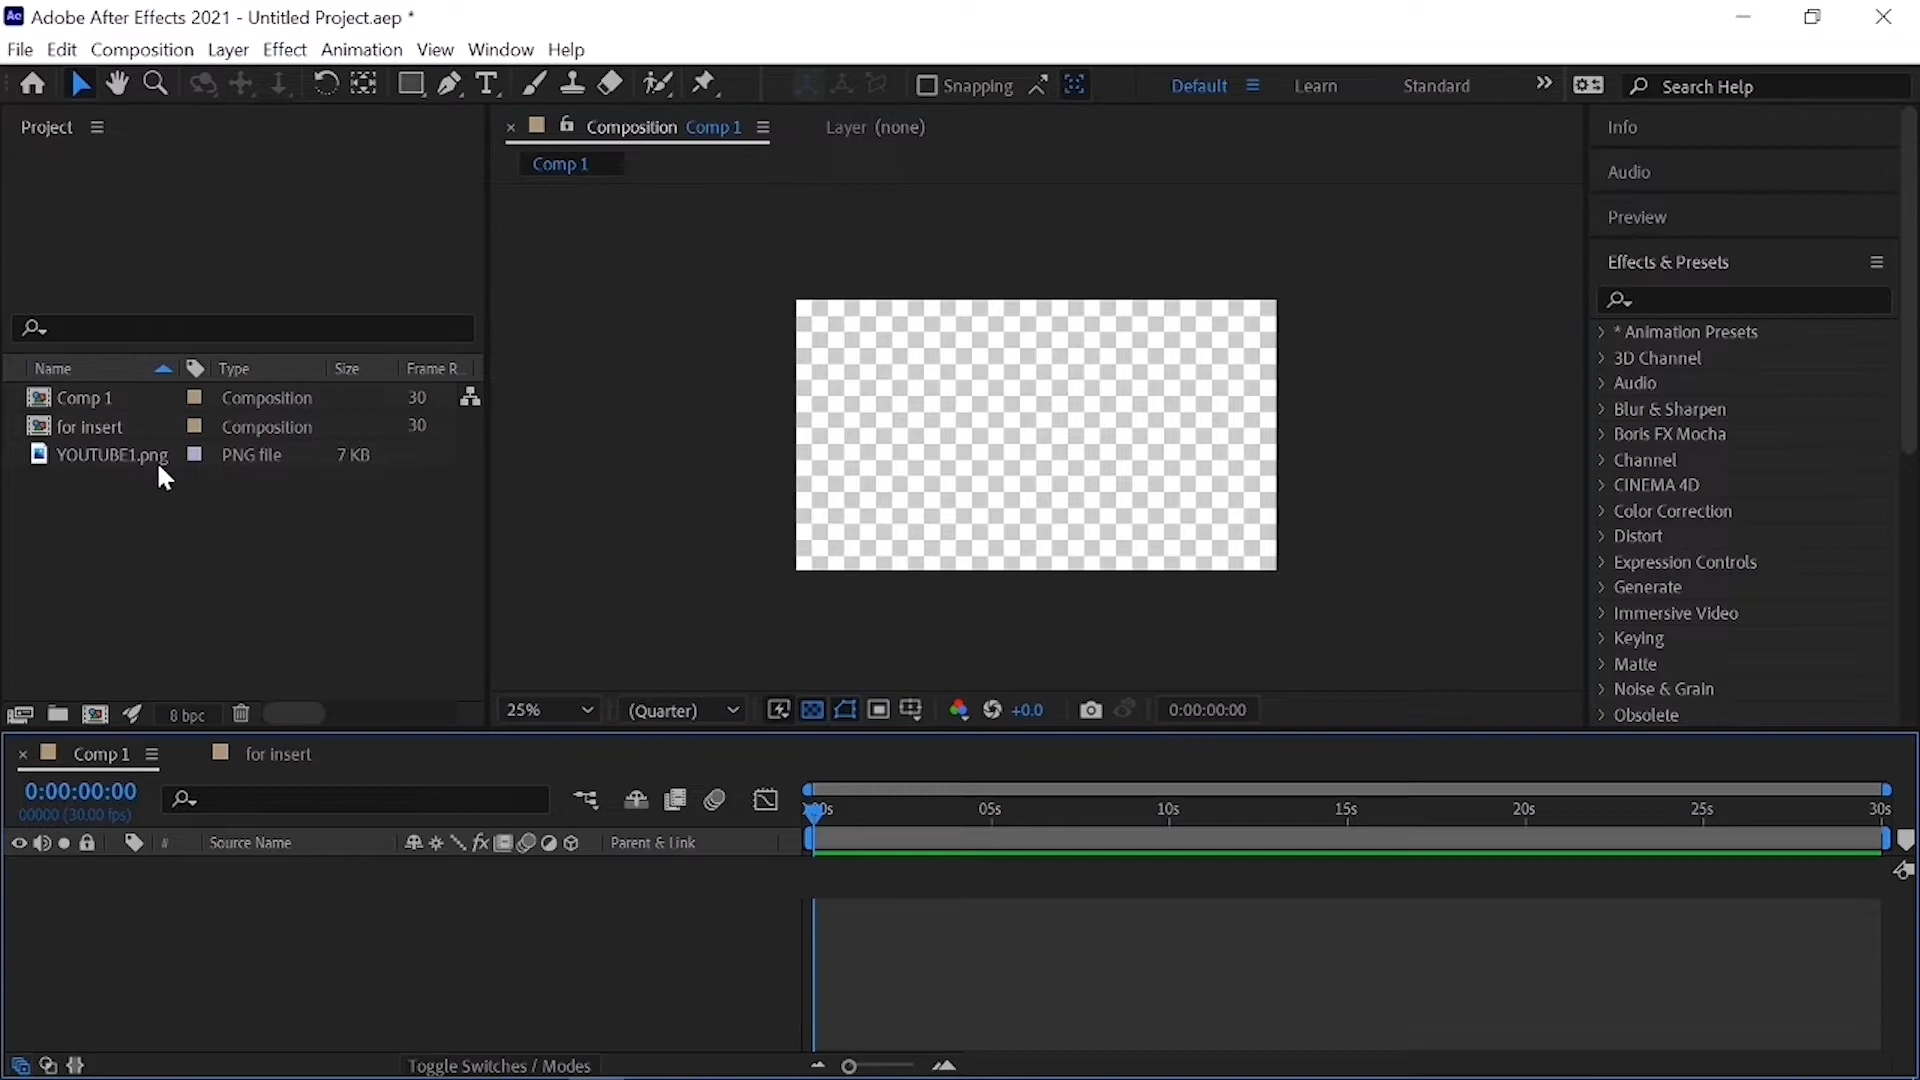 Ae Adobe After Effects 2021 - Untitled Project.aep *
File Edit Composition Layer Effect Animation View Window Help
Snapping Default Learn Standard Search Help
Project
Composition Comp 1 Layer (none)
Comp 1
Name Type Size Frame R...
Comp 1 Composition 30
for insert Composition 30
YOUTUBE1.png PNG file 7 KB
8 bpc
25% (Quarter) +0.0 0:00:00:00
Info
Audio
Preview
Effects & Presets
* Animation Presets
3D Channel
Audio
Blur & Sharpen
Boris FX Mocha
Channel
CINEMA 4D
Color Correction
Distort
Expression Controls
Generate
Immersive Video
Keying
Matte
Noise & Grain
Obsolete
Comp 1 for insert
0:00:00:00
00000 (30.00 fps)
# Source Name fx Parent & Link
00s 05s 10s 15s 20s 25s 30s
Toggle Switches / Modes